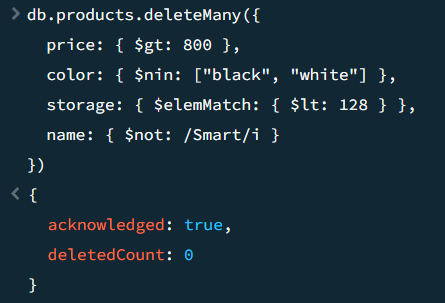 > db.products.deleteMany({
price: { $gt: 800 },
color: { $nin: ["black", "white"] },
storage: { $elemMatch: { $lt: 128 } },
name: { $not: /Smart/i }
})
< {
acknowledged: true,
deletedCount: 0
}